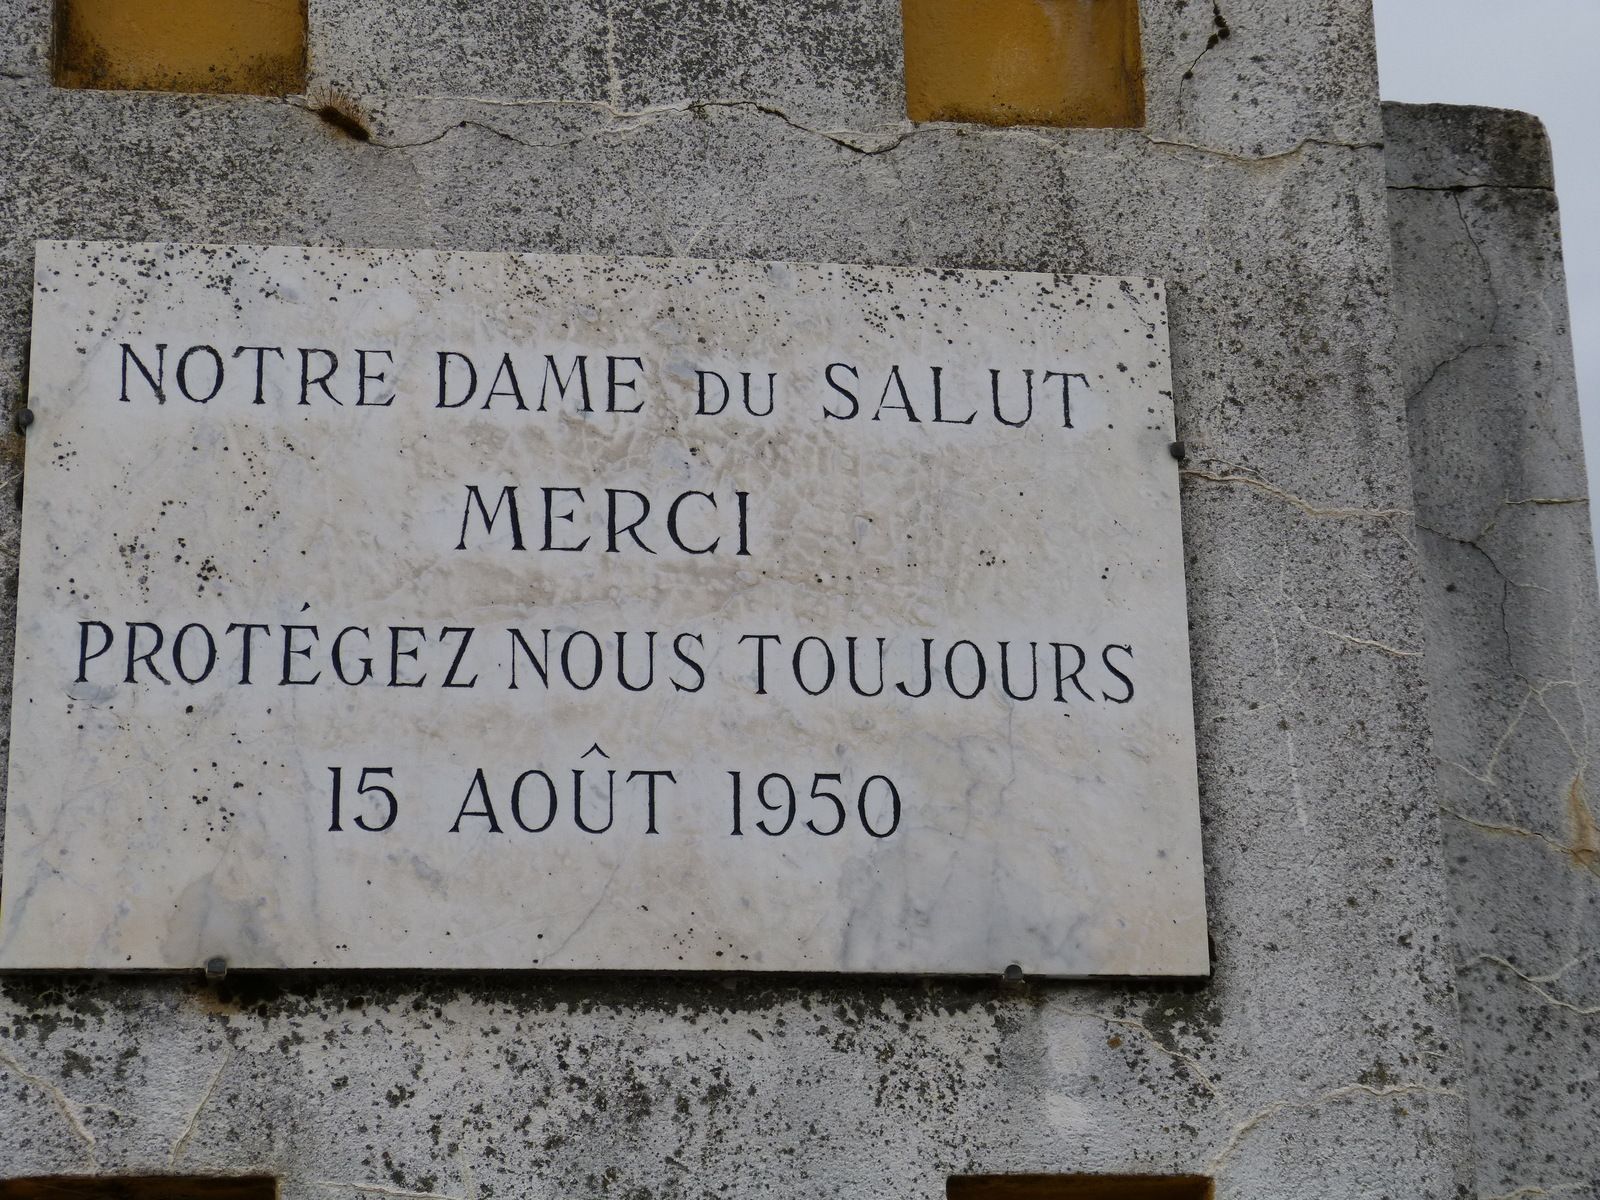 NOTRE DAME DU SALUT
MERCI
PROTÉGEZ NOUS TOUJOURS
15 AOÛT 1950